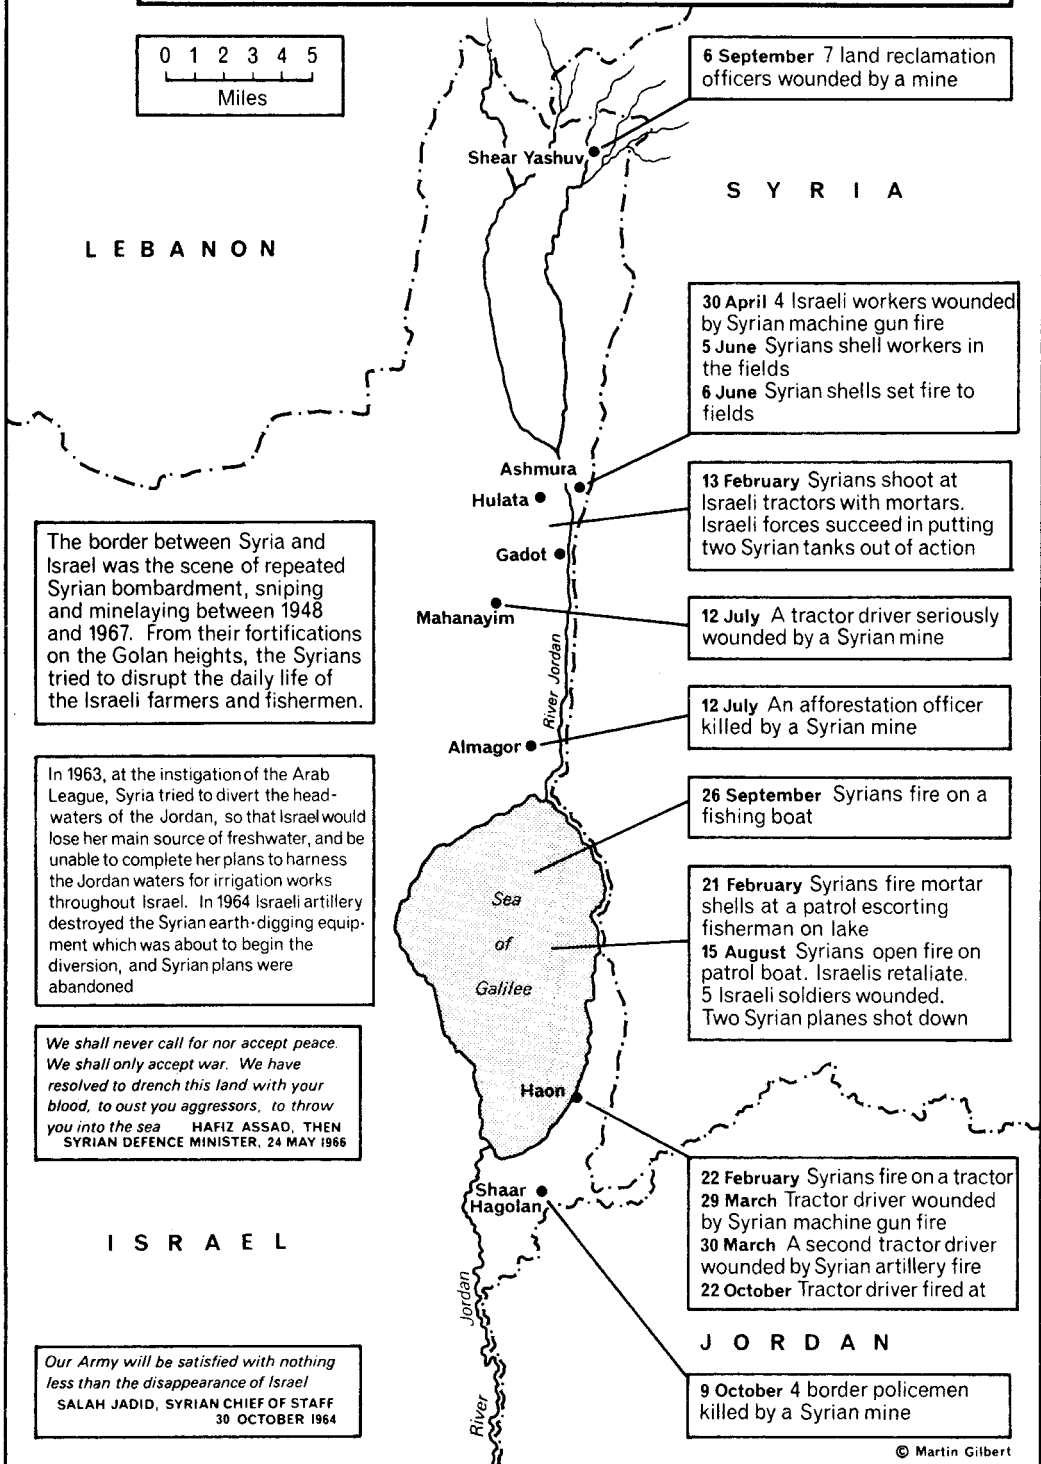 0 1 2 3 4 5
Miles
6 September 7 land reclamation
officers wounded by a mine
Shear Yashuv
SYRIA
LEBANON
30 April 4 Israeli workers wounded
by Syrian machine gun fire
5 June Syrians shell workers in
the fields
6 June Syrian shells set fire to
fields
Ashmura
Hulata
13 February Syrians shoot at
Israeli tractors with mortars.
Israeli forces succeed in putting
two Syrian tanks out of action
Gadot
The border between Syria and
Israel was the scene of repeated
Syrian bombardment, sniping
and minelaying between 1948
and 1967. From their fortifications
on the Golan heights, the Syrians
tried to disrupt the daily life of
the Israeli farmers and fishermen.
Mahanayim
12 July A tractor driver seriously
wounded by a Syrian mine
River Jordan
12 July An afforestation officer
killed by a Syrian mine
Almagor
In 1963, at the instigation of the Arab
League, Syria tried to divert the head-
waters of the Jordan, so that Israel would
lose her main source of freshwater, and be
unable to complete her plans to harness
the Jordan waters for irrigation works
throughout Israel. In 1964 Israeli artillery
destroyed the Syrian earth-digging equip-
ment which was about to begin the
diversion, and Syrian plans were
abandoned
26 September Syrians fire on a
fishing boat
Sea
of
Galilee
21 February Syrians fire mortar
shells at a patrol escorting
fisherman on lake
15 August Syrians open fire on
patrol boat. Israelis retaliate.
5 Israeli soldiers wounded.
Two Syrian planes shot down
We shall never call for nor accept peace.
We shall only accept war. We have
resolved to drench this land with your
blood, to oust you aggressors, to throw
you into the sea HAFIZ ASSAD, THEN
SYRIAN DEFENCE MINISTER, 24 MAY 1966
Haon
22 February Syrians fire on a tractor
29 March Tractor driver wounded
by Syrian machine gun fire
30 March A second tractor driver
wounded by Syrian artillery fire
22 October Tractor driver fired at
Shaar
Hagolan
ISRAEL
River Jordan
JORDAN
Our Army will be satisfied with nothing
less than the disappearance of Israel
SALAH JADID, SYRIAN CHIEF OF STAFF
30 OCTOBER 1964
9 October 4 border policemen
killed by a Syrian mine
© Martin Gilbert